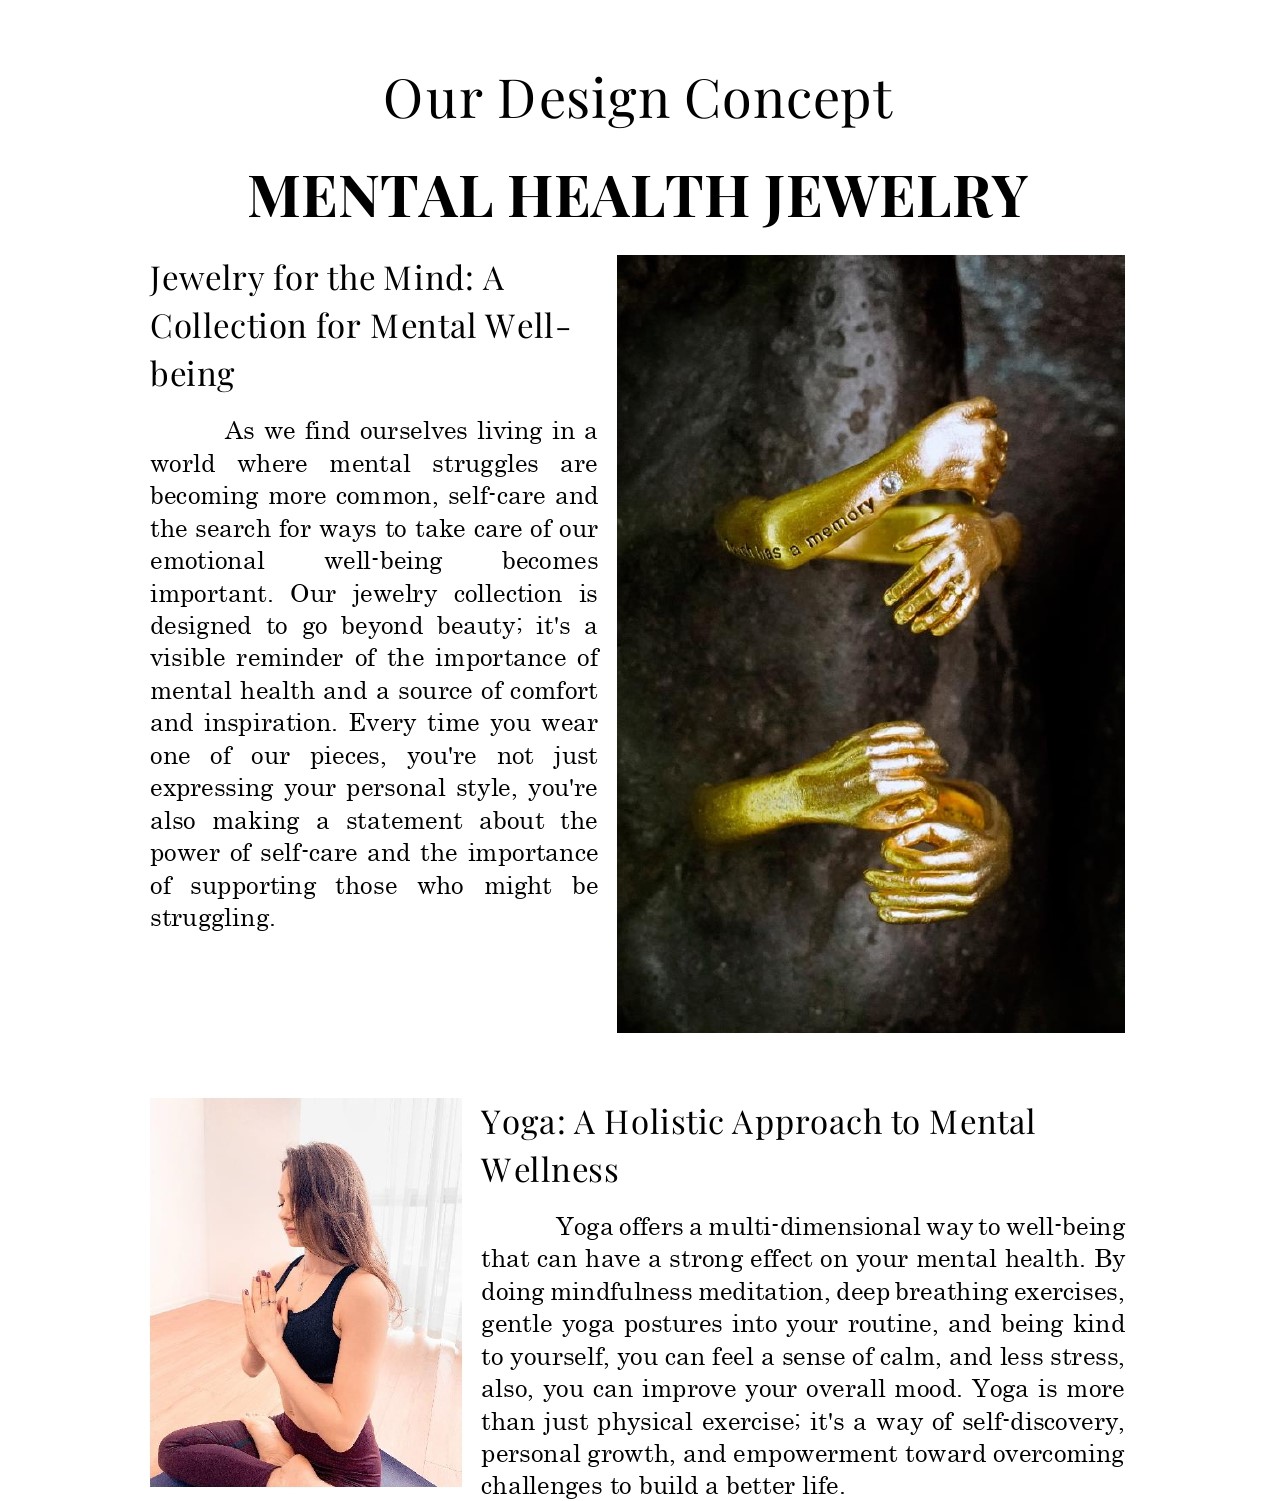 Our Design Concept
MENTAL HEALTH JEWELRY
Jewelry for the Mind: A
Collection for Mental Well-
being
As we find ourselves living in a
world where mental struggles are
becoming more common, self-care and
the search for ways to take care of our
emotional well-being becomes
important. Our jewelry collection is
designed to go beyond beauty; it's a
visible reminder of the importance of
mental health and a source of comfort
and inspiration. Every time you wear
one of our pieces, you're not just
expressing your personal style, you're
also making a statement about the
power of self-care and the importance
of supporting those who might be
struggling.
has a memory
Yoga: A Holistic Approach to Mental
Wellness
Yoga offers a multi-dimensional way to well-being
that can have a strong effect on your mental health. By
doing mindfulness meditation, deep breathing exercises,
gentle yoga postures into your routine, and being kind
to yourself, you can feel a sense of calm, and less stress,
also, you can improve your overall mood. Yoga is more
than just physical exercise; it's a way of self-discovery,
personal growth, and empowerment toward overcoming
challenges to build a better life.